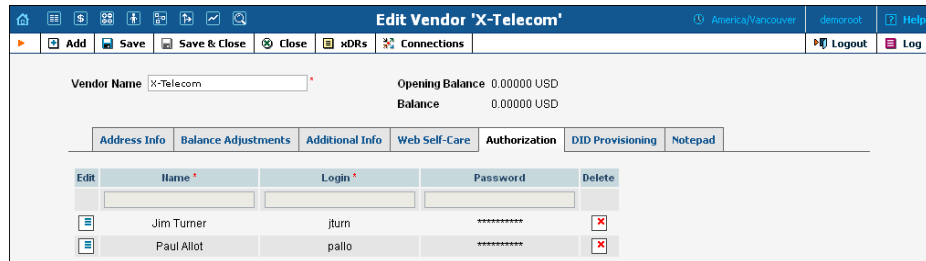 Edit Vendor 'X-Telecom' America/Vancouver demoroot ? Help
Add Save Save & Close Close xDRs Connections Logout Log
Vendor Name X-Telecom * Opening Balance 0.00000 USD
Balance 0.00000 USD
Address Info Balance Adjustments Additional Info Web Self-Care Authorization DID Provisioning Notepad
Edit Name * Login * Password Delete
Jim Turner jturn **********
Paul Allot pallo **********